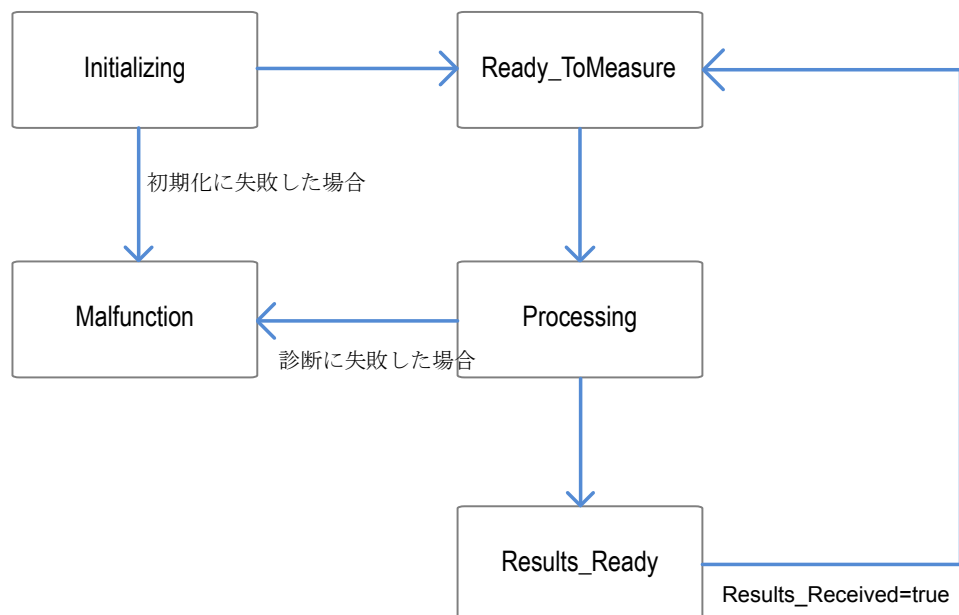 Initializing
Ready_ToMeasure
初期化に失敗した場合
Malfunction
Processing
診断に失敗した場合
Results_Ready
Results_Received=true